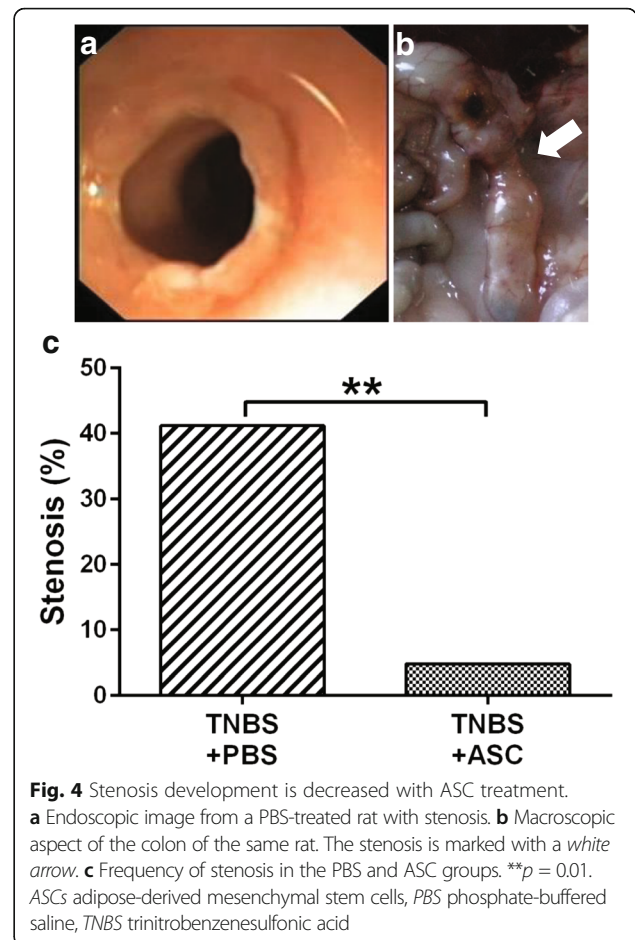 a
b
c
50
40
30
20
10
0
Stenosis (%)
**
TNBS
+PBS
TNBS
+ASC
Fig. 4 Stenosis development is decreased with ASC treatment.
a Endoscopic image from a PBS-treated rat with stenosis. b Macroscopic
aspect of the colon of the same rat. The stenosis is marked with a white
arrow. c Frequency of stenosis in the PBS and ASC groups. **p = 0.01.
ASCs adipose-derived mesenchymal stem cells, PBS phosphate-buffered
saline, TNBS trinitrobenzenesulfonic acid